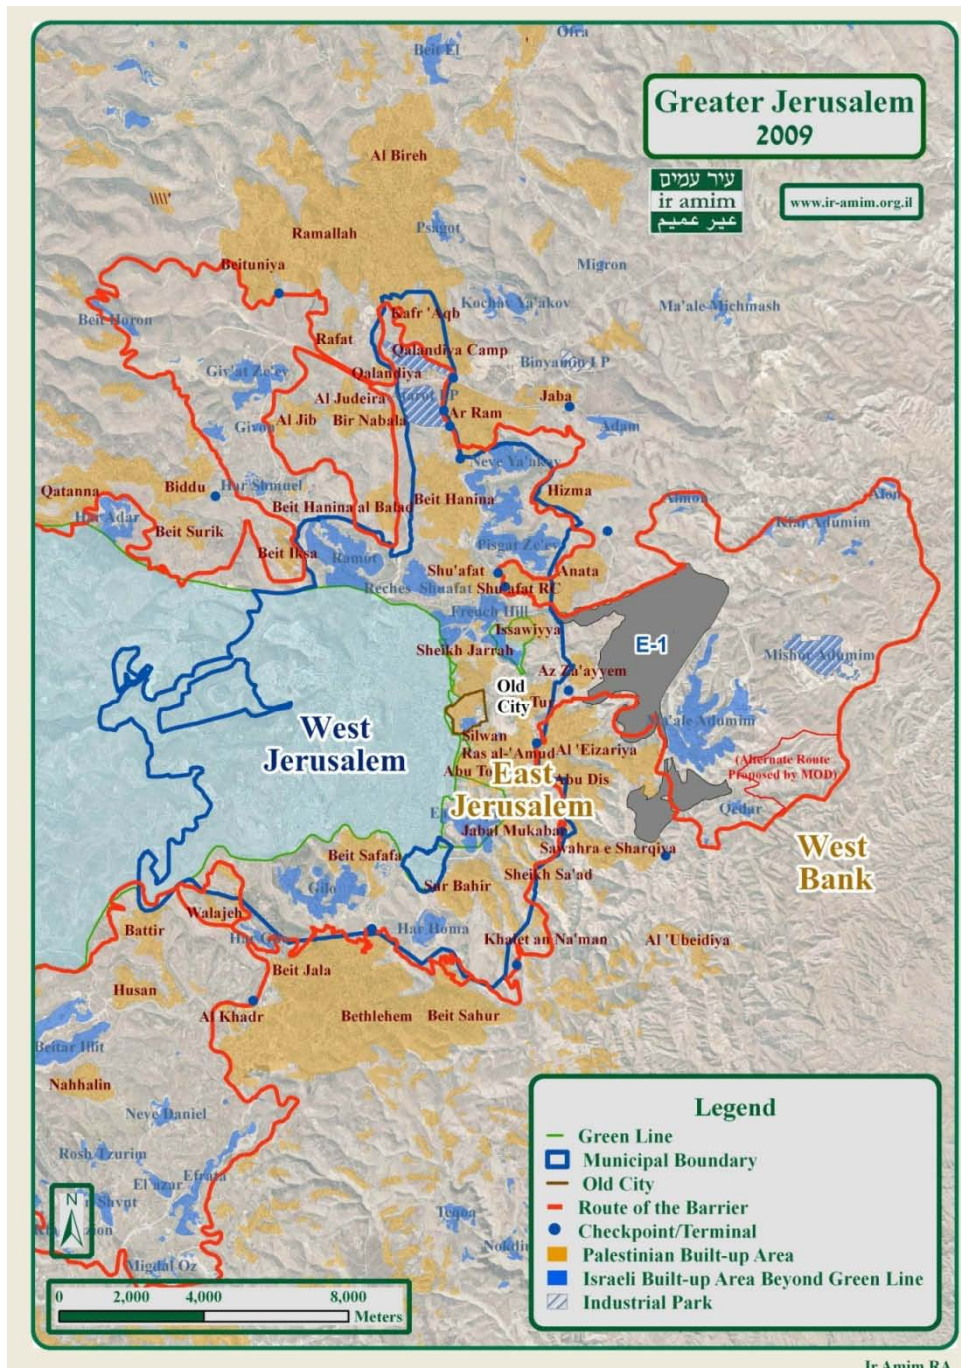 Ofra
Beit El
Greater Jerusalem
2009
Al Bireh
עיר עמים
ir amim
عير عميم
www.ir-amim.org.il
Psagot
Ramallah
Migron
Beituniya
Kochav Ya'akov
Ma'ale Michmash
Kafr 'Aqb
Beit Horon
Rafat
Qalandiya Camp
Binyamin I P
Giv'at Ze'ev
Qalandiya
Al Judeira
Jaba
Ar Ram
Al Jib
Bir Nabala
Givon
Adam
Neve Ya'akov
Qatanna
Biddu
Har Shmuel
Beit Hanina
Hizma
Almon
Alon
Har Adar
Beit Hanina al Balad
Kfar Adumim
Beit Surik
Beit Iksa
Ramot
Pisgat Ze'ev
Shu'afat
Anata
Reches Shuafat
Shu'afat RC
French Hill
Issawiyya
E-1
Sheikh Jarrah
Mishor Adumim
Az Za'ayyem
Old
City
Tur
West
Jerusalem
Silwan
Ras al-'Amud
Al 'Eizariya
(Alternate Route
Proposed by MOD)
East
Jerusalem
Abu Dis
Qedar
Jabal Mukabar
Sawahra e Sharqiya
West
Bank
Beit Safafa
Sheikh Sa'ad
Gilo
Sur Bahir
Walajeh
Battir
Har Homa
Khalet an Na'man
Al 'Ubeidiya
Beit Jala
Husan
Al Khadr
Bethlehem
Beit Sahur
Beitar Illit
Nahhalin
Neve Daniel
Rosh Tzurim
Efrata
El'azar
N
Teqoa
Migdal Oz
Legend
Green Line
Municipal Boundary
Old City
Route of the Barrier
Checkpoint/Terminal
Palestinian Built-up Area
Israeli Built-up Area Beyond Green Line
Industrial Park
0 2,000 4,000 8,000
Meters
Ir Amim RA